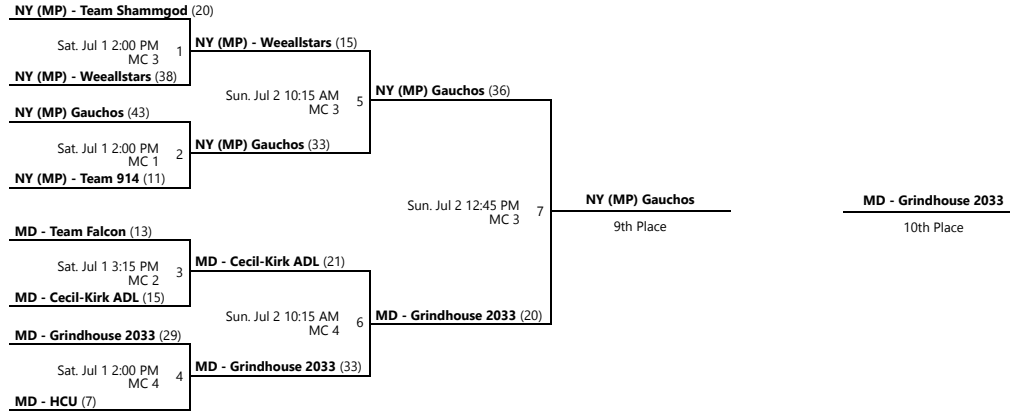 NY (MP) - Team Shammgod (20)
Sat. Jul 1 2:00 PM
MC 3
1
NY (MP) - Weeallstars (38)
NY (MP) - Weeallstars (15)
Sun. Jul 2 10:15 AM
MC 3
5
NY (MP) Gauchos (36)
NY (MP) Gauchos (43)
Sat. Jul 1 2:00 PM
MC 1
2
NY (MP) - Team 914 (11)
NY (MP) Gauchos (33)
Sun. Jul 2 12:45 PM
MC 3
7
NY (MP) Gauchos
9th Place
MD - Grindhouse 2033
10th Place
MD - Team Falcon (13)
Sat. Jul 1 3:15 PM
MC 2
3
MD - Cecil-Kirk ADL (15)
MD - Cecil-Kirk ADL (21)
Sun. Jul 2 10:15 AM
MC 4
6
MD - Grindhouse 2033 (20)
MD - Grindhouse 2033 (29)
Sat. Jul 1 2:00 PM
MC 4
4
MD - HCU (7)
MD - Grindhouse 2033 (33)